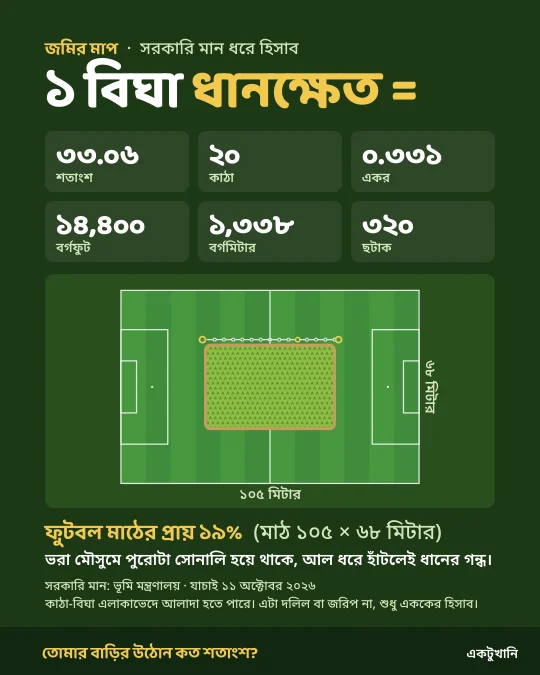 জমির মাপ · সরকারি মান ধরে হিসাব
১ বিঘা ধানক্ষেত =
৩৩.০৬
শতাংশ
২০
কাঠা
০.৩৩১
একর
১৪,৪০০
বর্গফুট
১,৩৩৮
বর্গমিটার
৩২০
ছটাক
৬৮ মিটার
১০৫ মিটার
ফুটবল মাঠের প্রায় ১৯% (মাঠ ১০৫ × ৬৮ মিটার)
ভরা মৌসুমে পুরোটা সোনালি হয়ে থাকে, আল ধরে হাঁটলেই ধানের গন্ধ।
সরকারি মান: ভূমি মন্ত্রণালয় · যাচাই ১১ অক্টোবর ২০২৬
কাঠা-বিঘা এলাকাভেদে আলাদা হতে পারে। এটা দলিল বা জরিপ না, শুধু এককের হিসাব।
তোমার বাড়ির উঠোন কত শতাংশ?
একটুখানি